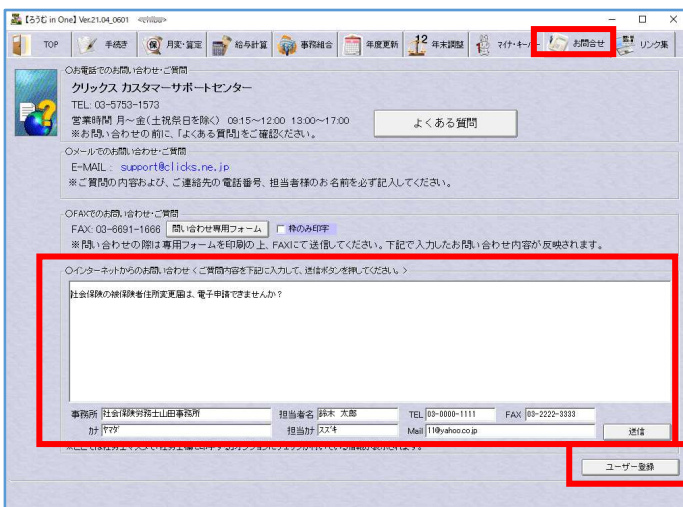 【ろうむ in One】 Ver.21.04_0601
TOP 手続き 月変・算定 給与計算 事務組合 年度更新 12 年末調整 マイナ・キーパー お問合せ リンク集
○お電話でのお問い合わせ・ご質問
クリックス カスタマーサポートセンター
TEL: 03-5753-1573
営業時間 月～金(土祝祭日を除く) 09:15～12:00 13:00～17:00
※お問い合わせの前に、「よくある質問」をご確認ください。
よくある質問
○メールでのお問い合わせ・ご質問
E-MAIL : support@clicks.ne.jp
※ご質問の内容および、ご連絡先の電話番号、担当者様のお名前を必ず記入してください。
○FAXでのお問い合わせ・ご質問
FAX: 03-6691-1666 問い合わせ専用フォーム 枠のみ印字
※問い合わせの際は専用フォームを印刷の上、FAXにて送信してください。下記で入力したお問い合わせ内容が反映されます。
○インターネットからのお問い合わせ < ご質問内容を下記に入力して、送信ボタンを押してください。 >
社会保険の被保険者住所変更届は、電子申請できませんか?
事務所 社会保険労務士山田事務所 担当者名 鈴木 太郎 TEL 03-0000-1111 FAX 03-2222-3333
カナ ヤマダ 担当カナ スズキ Mail 11@yahoo.co.jp 送信
ユーザー登録